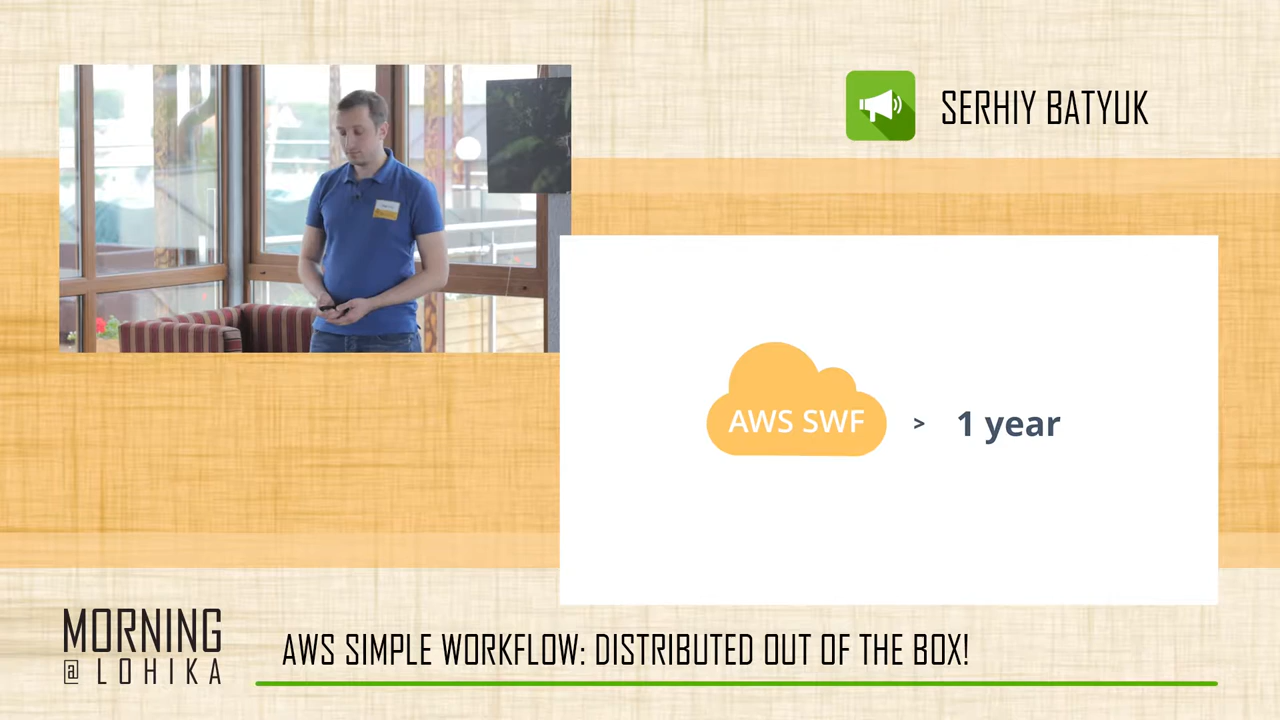 SERHIY BATYUK
AWS SWF > 1 year
MORNING
@ LOHIKA
AWS SIMPLE WORKFLOW: DISTRIBUTED OUT OF THE BOX!